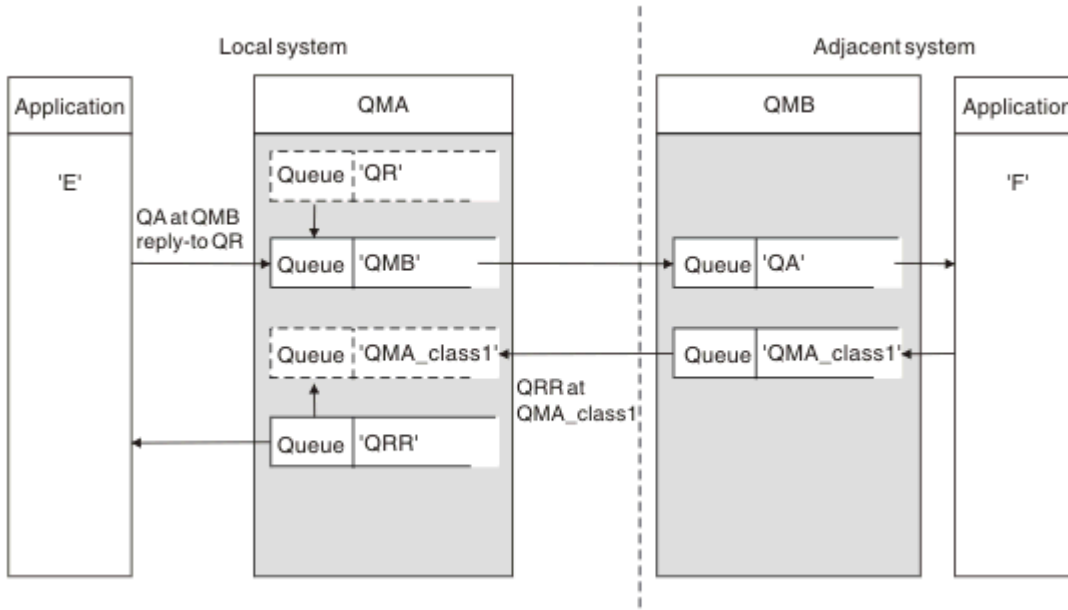 Local system
Adjacent system
Application
QMA
QMB
Application
'E'
Queue 'QR'
'F'
QA at QMB
reply-to QR
Queue 'QMB'
Queue 'QA'
Queue 'QMA_class1'
Queue 'QMA_class1'
QRR at
QMA_class1
Queue 'QRR'